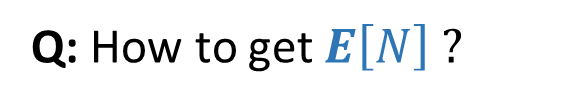 Q: How to get E[N] ?